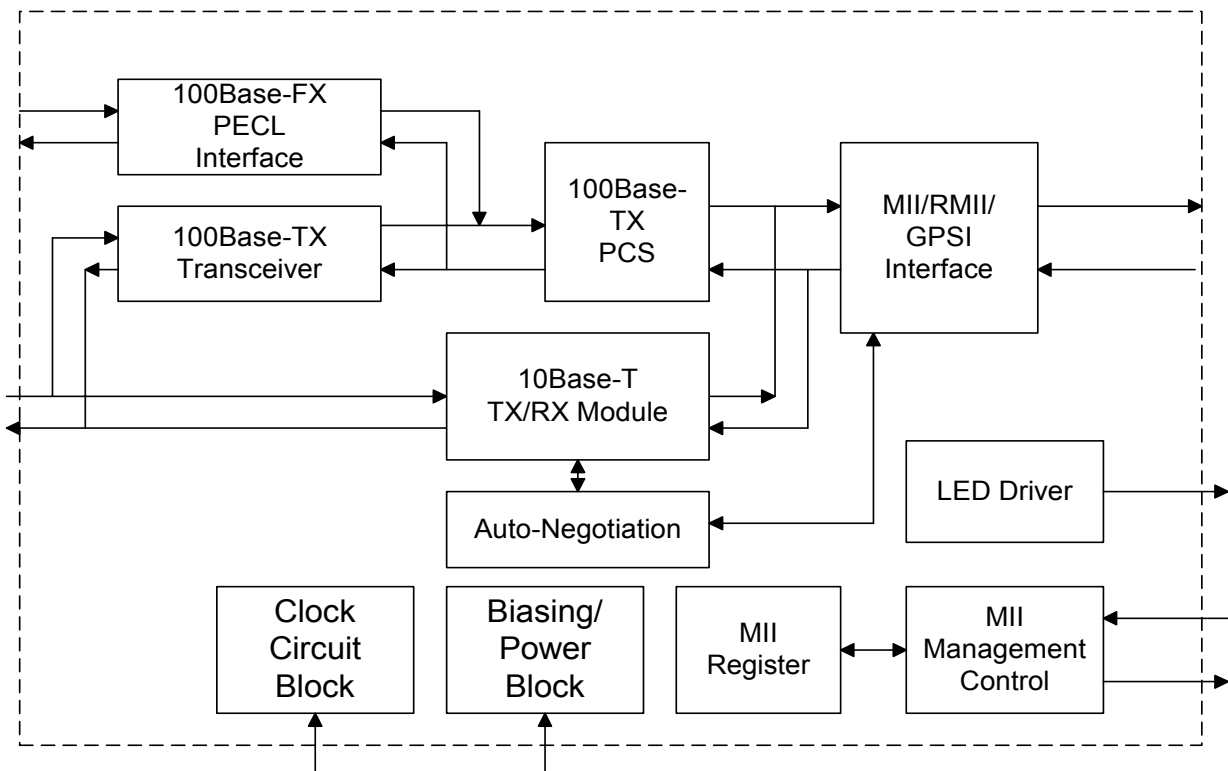 100Base-FX
PECL
Interface
100Base-TX
Transceiver
100Base-
TX
PCS
MII/RMII/
GPSI
Interface
10Base-T
TX/RX Module
Auto-Negotiation
LED Driver
Clock
Circuit
Block
Biasing/
Power
Block
MII
Register
MII
Management
Control